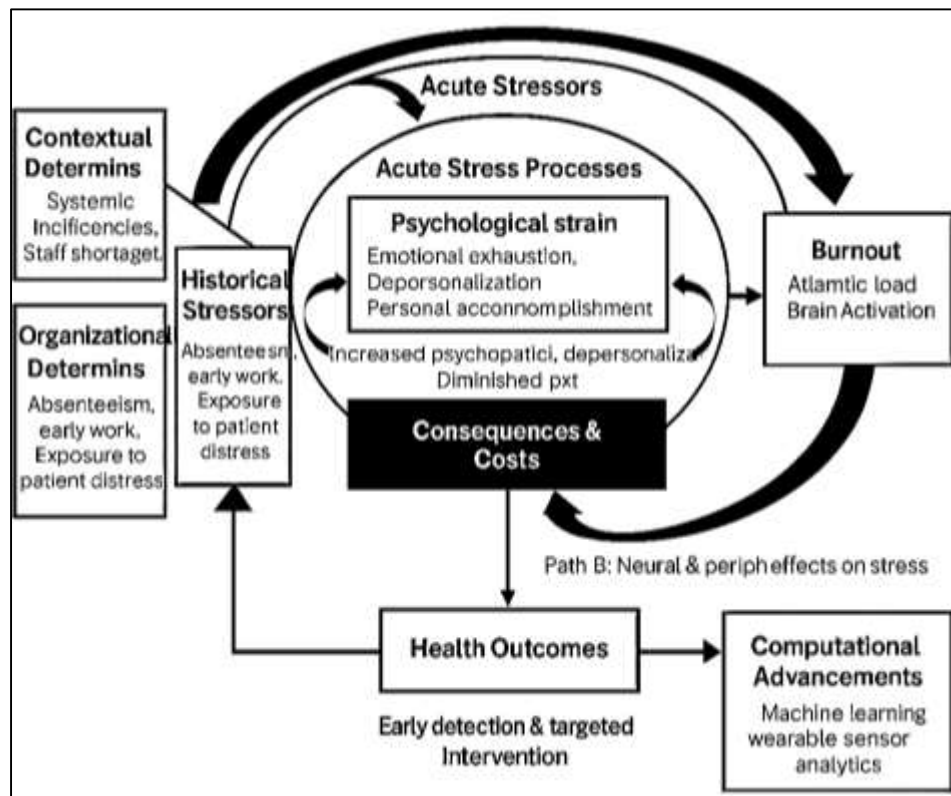 Acute Stressors
Contextual
Determins
Systemic
Incificencies,
Staff shortaget.
Acute Stress Processes
Psychological strain
Emotional exhaustion,
Deporsonalization
Personal acconnomplishment
Increased psychopatici, depersonalizar
Diminished pxt
Historical
Stressors
Absenteesn,
early work.
Exposure
to patient
distress
Organizational
Determins
Absenteeism,
early work,
Exposure to
patient distress
Burnout
Atlamtic load
Brain Activation
Consequences &
Costs
Path B: Neural & periph effects on stress
Health Outcomes
Early detection & targeted
Intervention
Computational
Advancements
Machine learning
wearable sensor
analytics